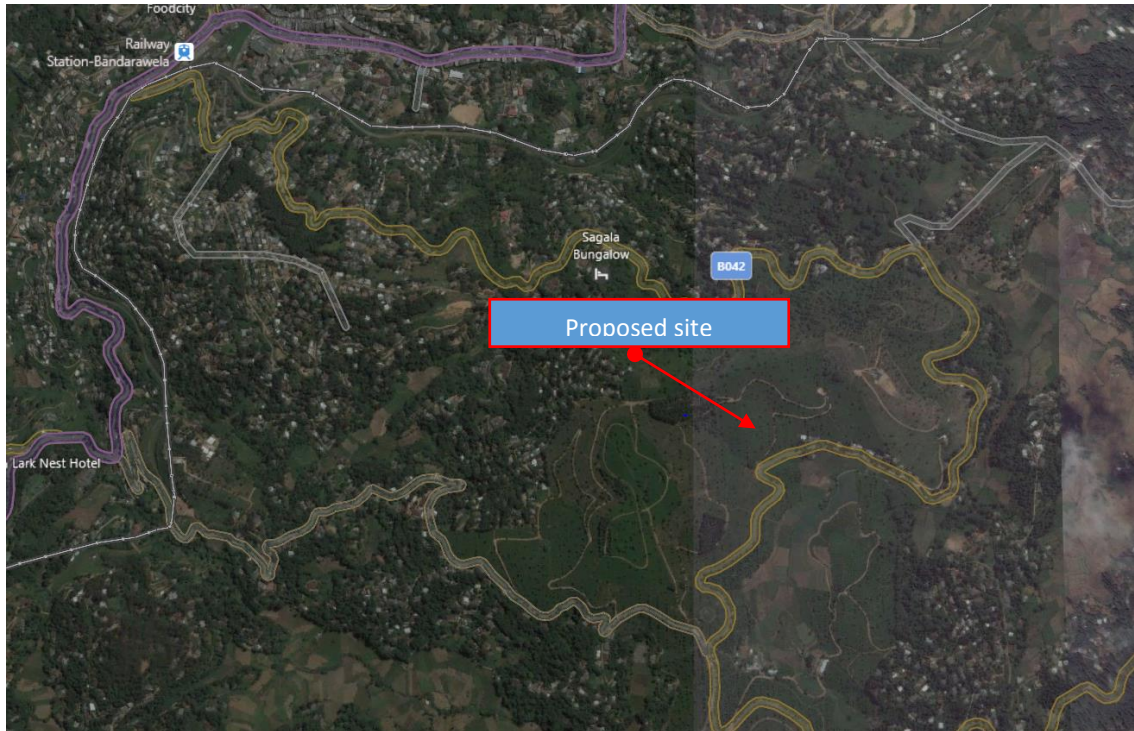 Foodcity
Railway
Station-Bandarawela
Sagala
Bungalow
B042
Proposed site
Lark Nest Hotel